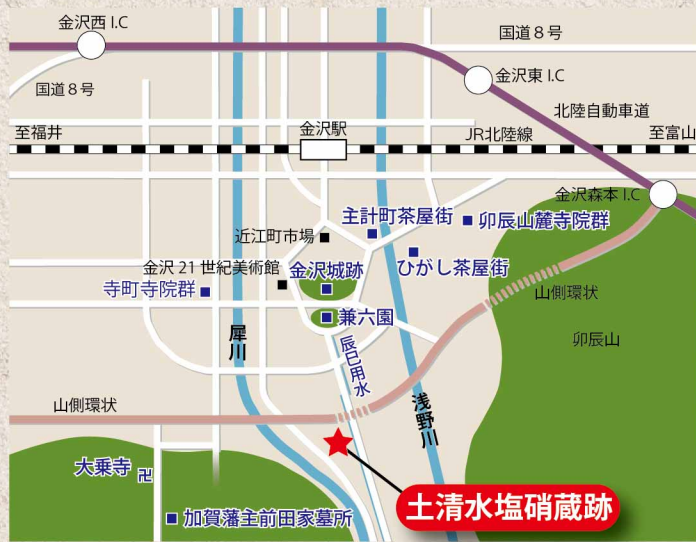 金沢西 I.C
国道８号
金沢東 I.C
国道８号
北陸自動車道
至福井
金沢駅
JR北陸線
至富山
金沢森本 I.C
主計町茶屋街
卯辰山麓寺院群
近江町市場
金沢21世紀美術館
金沢城跡
ひがし茶屋街
寺町寺院群
山側環状
兼六園
犀川
辰巳用水
卯辰山
山側環状
浅野川
大乗寺
卍
土清水塩硝蔵跡
加賀藩主前田家墓所